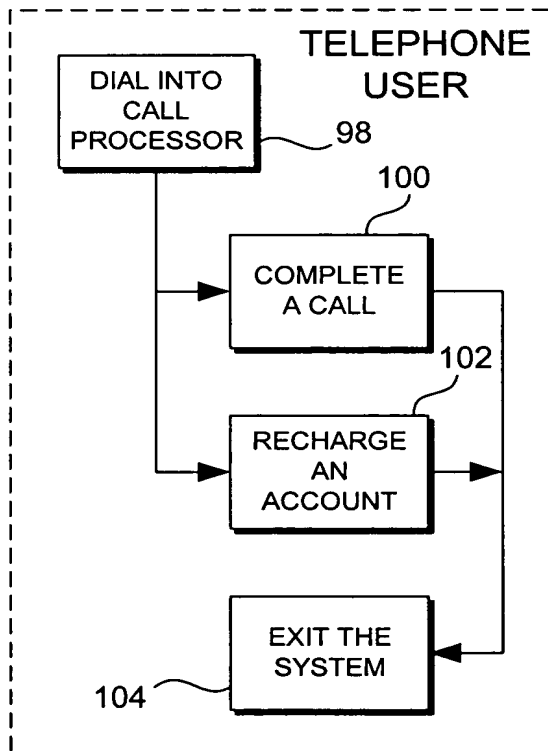 TELEPHONE
USER
DIAL INTO
CALL
PROCESSOR
98
100
COMPLETE
A CALL
102
RECHARGE
AN
ACCOUNT
EXIT THE
SYSTEM
104